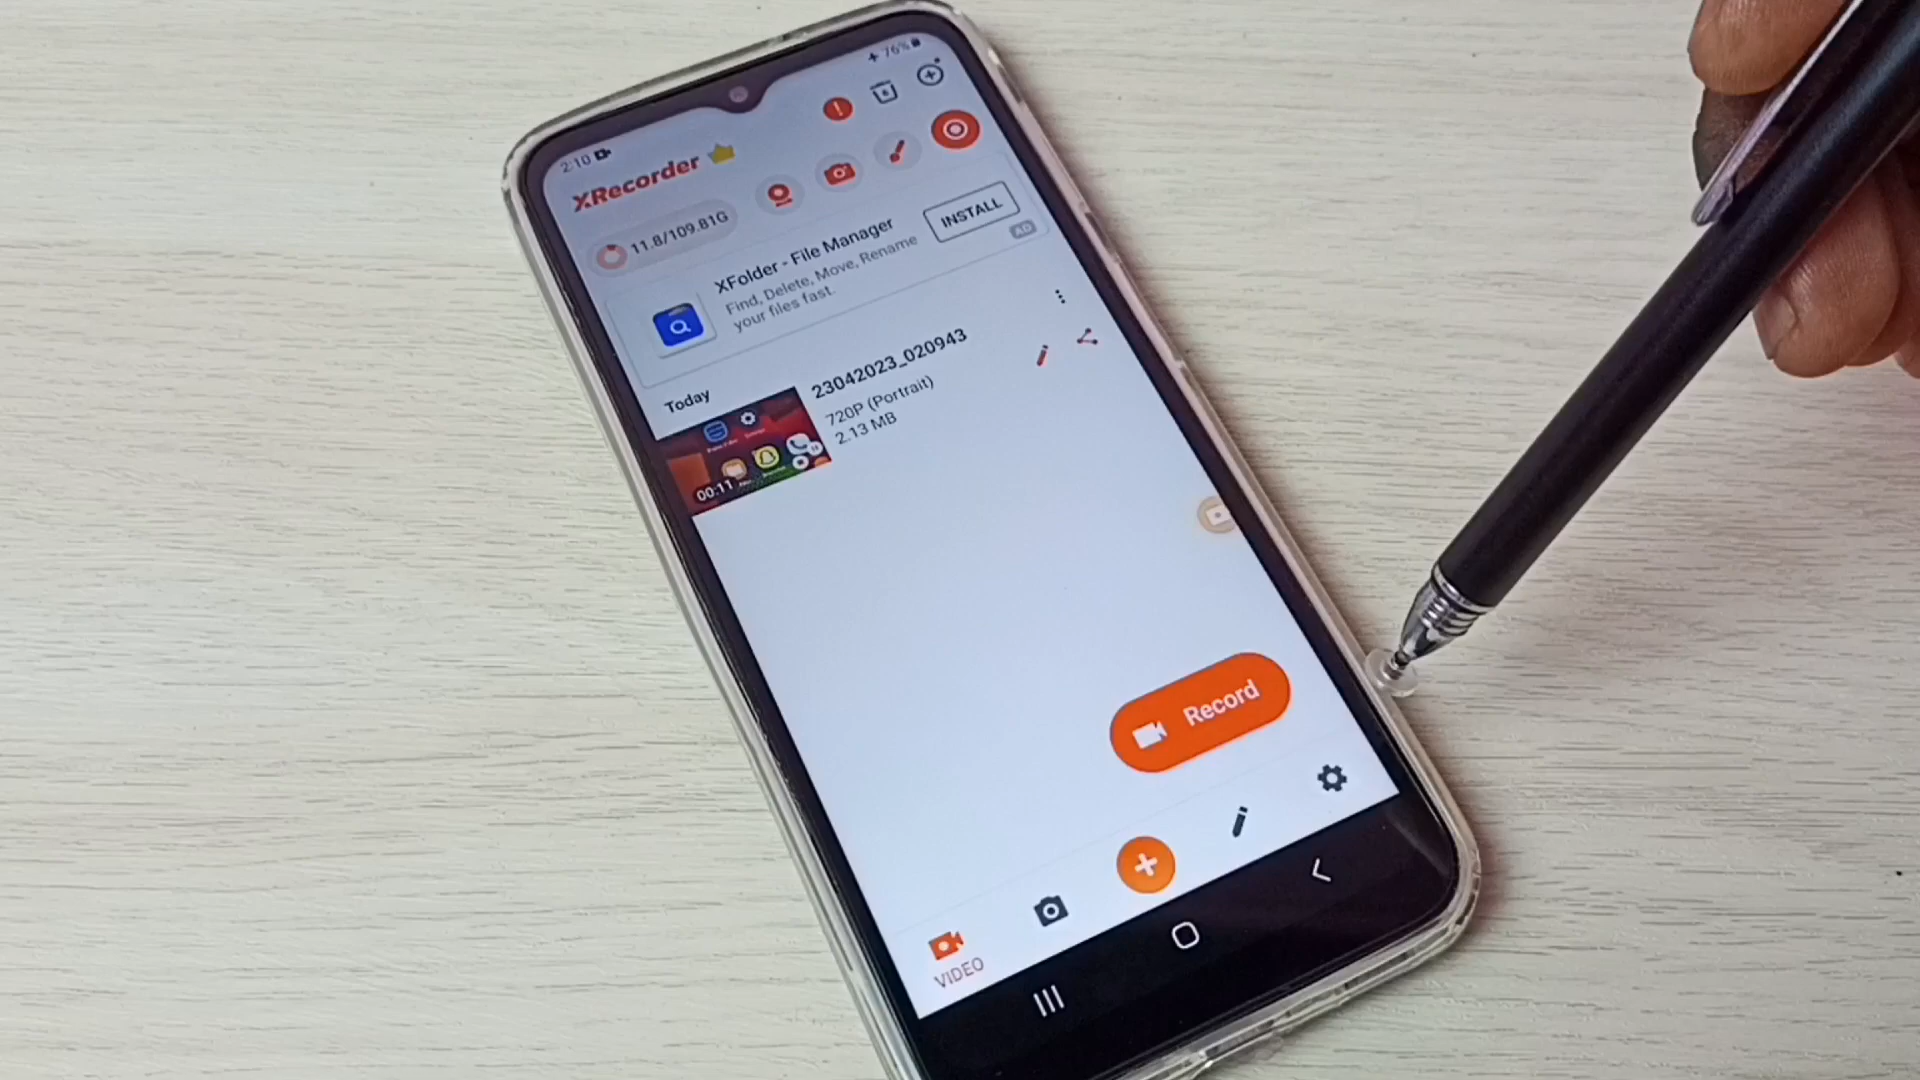 2:10
76%
XRecorder
11.8/109.81G
XFolder - File Manager
Find, Delete, Move, Rename
your files fast.
INSTALL
AD
Today
23042023_020943
720P (Portrait)
2.13 MB
00:11
Record
VIDEO